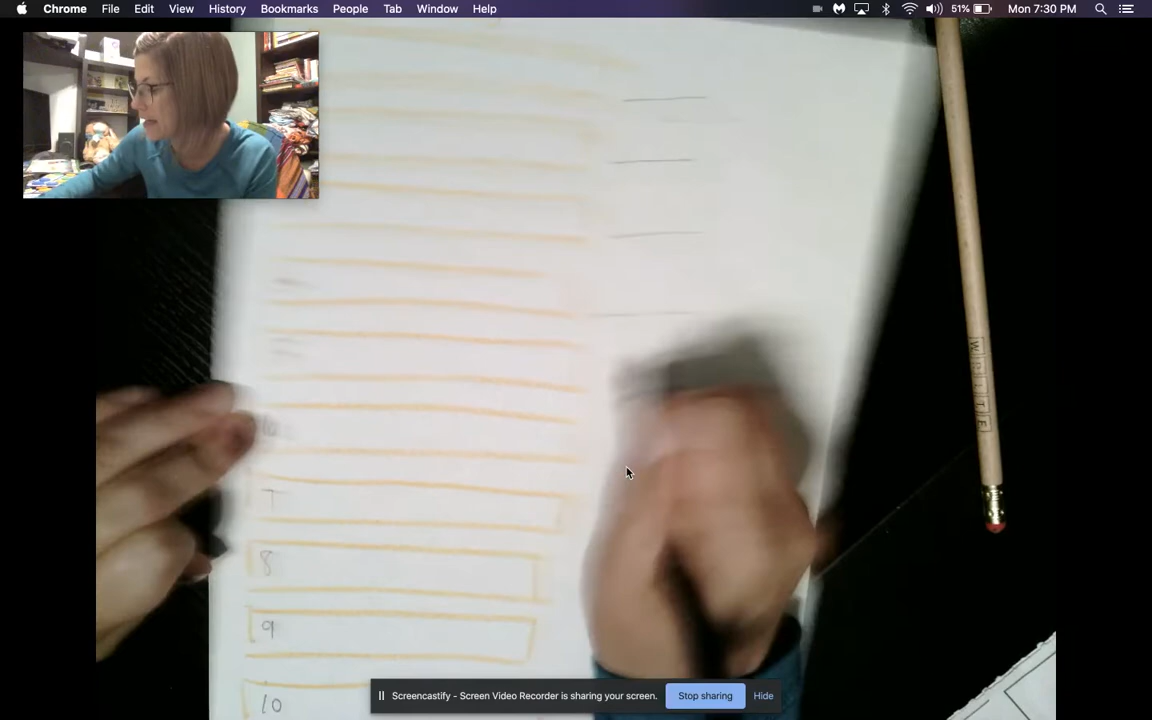 Chrome File Edit View History Bookmarks People Tab Window Help 51% Mon 7:30 PM
WRITE
7
8
9
10
Screencastify - Screen Video Recorder is sharing your screen. Stop sharing Hide